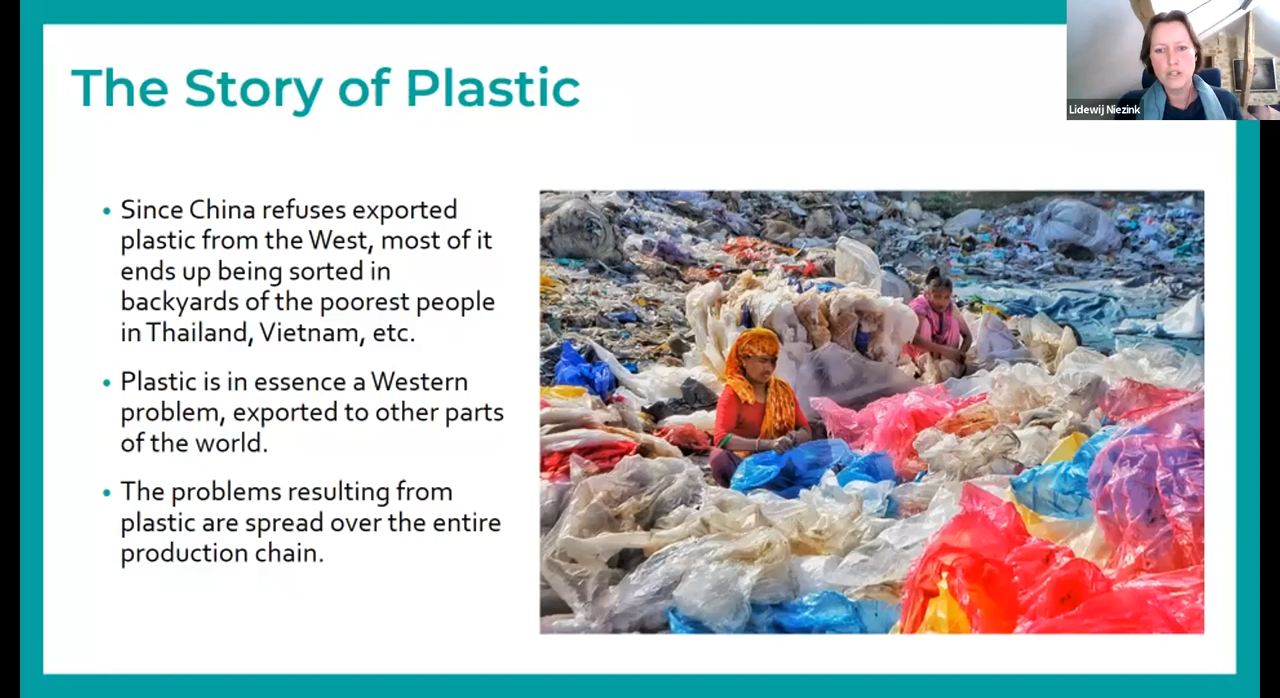 The Story of Plastic
Lidewij Niezink
• Since China refuses exported
plastic from the West, most of it
ends up being sorted in
backyards of the poorest people
in Thailand, Vietnam, etc.
• Plastic is in essence a Western
problem, exported to other parts
of the world.
• The problems resulting from
plastic are spread over the entire
production chain.